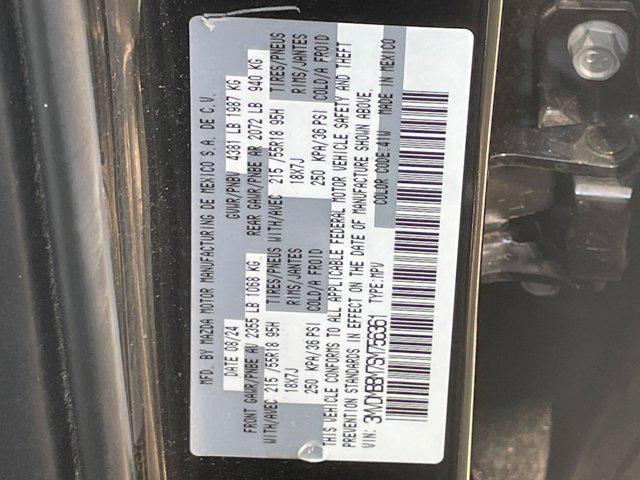 MFD. BY MAZDA MOTOR MANUFACTURING DE MEXICO S.A. DE C.V.
DATE 08/24 GVWR/PNBV 4381 LB 1987 KG
FRONT GAWR/PNBE AV 2355 LB 1068 KG REAR GAWR/PNBE AR 2072 LB 940 KG
WITH/AVEC 215 /55R18 95H TIRES/PNEUS WITH/AVEC 215 /55R18 95H TIRES/PNEUS
18X7J RIMS/JANTES 18X7J RIMS/JANTES
250 KPA/36 PSI COLD/A FROID 250 KPA/36 PSI COLD/A FROID
THIS VEHICLE CONFORMS TO ALL APPLICABLE FEDERAL MOTOR VEHICLE SAFETY AND THEFT
PREVENTION STANDARDS IN EFFECT ON THE DATE OF MANUFACTURE SHOWN ABOVE.
VIN: 3MVDMBBM7SM756361 TYPE:MPV COLOR CODE:41W MADE IN MEXICO